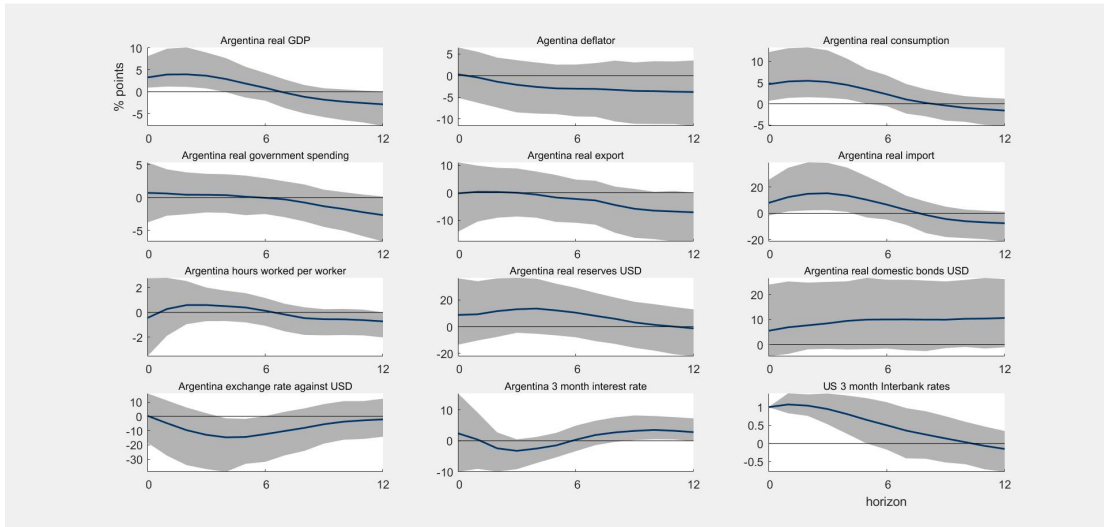 Argentina real GDP
10
5
0
-5
% points
0 6 12
Agentina deflator
5
0
-5
-10
0 6 12
Argentina real consumption
10
5
0
-5
0 6 12
Argentina real government spending
5
0
-5
0 6 12
Argentina real export
10
0
-10
0 6 12
Argentina real import
20
0
-20
0 6 12
Argentina hours worked per worker
2
0
-2
0 6 12
Argentina real reserves USD
20
0
-20
0 6 12
Argentina real domestic bonds USD
20
10
0
0 6 12
Argentina exchange rate against USD
10
0
-10
-20
-30
0 6 12
Argentina 3 month interest rate
10
0
-10
0 6 12
US 3 month Interbank rates
1
0.5
0
-0.5
0 6 12
horizon